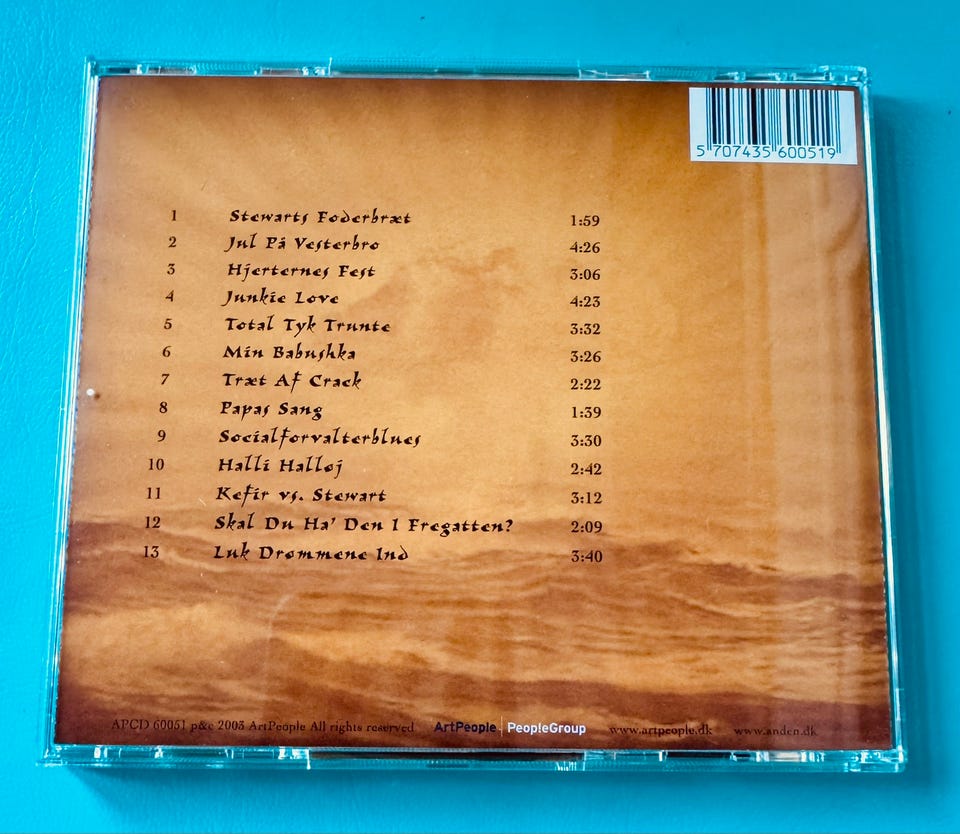 5 707435 600519
1 Stewarts Foderbræt 1:59
2 Jul På Vesterbro 4:26
3 Hjerternes Fest 3:06
4 Junkie Love 4:23
5 Total Tyk Trunte 3:32
6 Min Babushka 3:26
7 Træt Af Crack 2:22
8 Papas Sang 1:39
9 Socialforvalterblues 3:30
10 Halli Halløj 2:42
11 Kefir vs. Stewart 3:12
12 Skal Du Ha' Den I Fregatten? 2:09
13 Luk Drømmene Ind 3:40
APCD 60051 p&c 2003 ArtPeople All rights reserved ArtPeople PeopleGroup www.artpeople.dk www.anden.dk